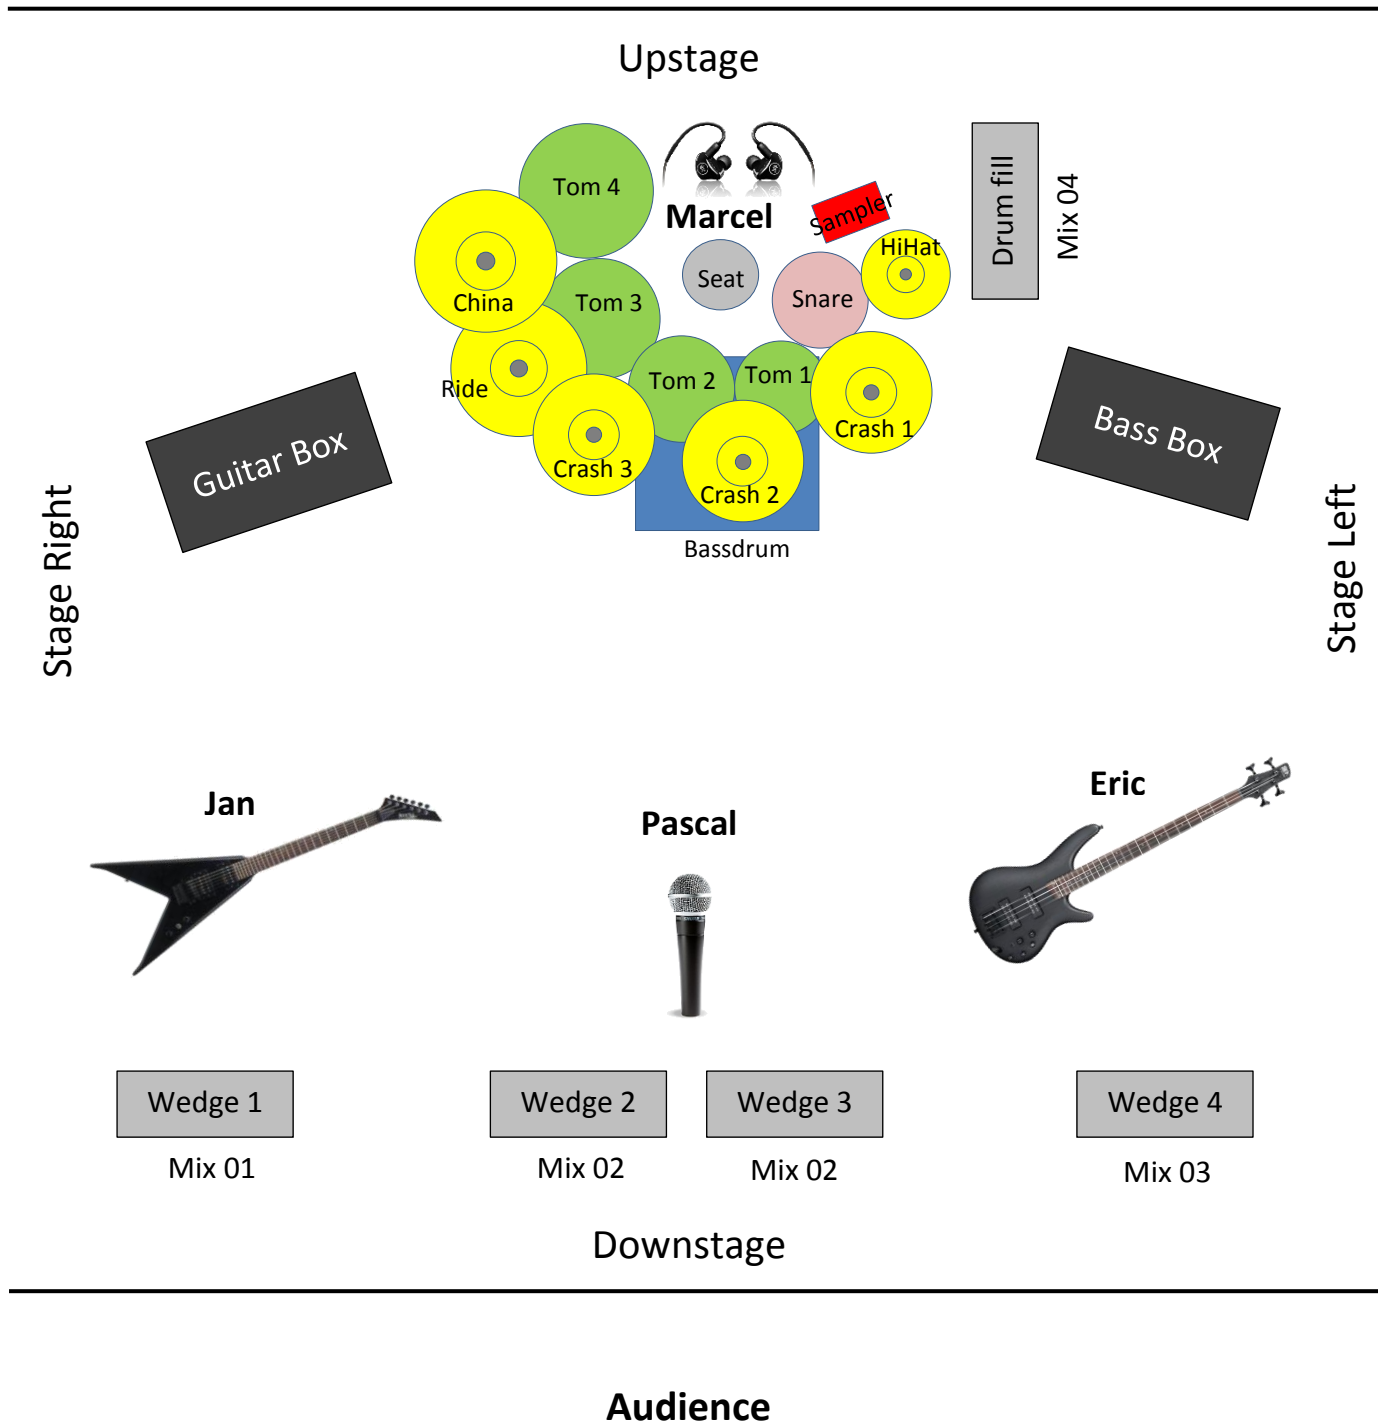 Upstage
Tom 4
Marcel
Sampler
Drum fill
Mix 04
HiHat
China
Tom 3
Seat
Snare
Ride
Tom 2
Tom 1
Crash 1
Crash 3
Crash 2
Bassdrum
Guitar Box
Bass Box
Stage Right
Stage Left
Jan
Pascal
Eric
Wedge 1
Wedge 2
Wedge 3
Wedge 4
Mix 01
Mix 02
Mix 02
Mix 03
Downstage
Audience